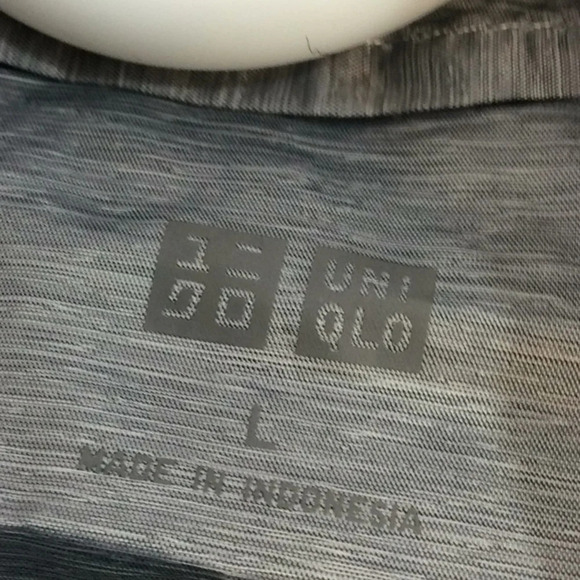 ユニ UNI
クロ QLO
L
MADE IN INDONESIA